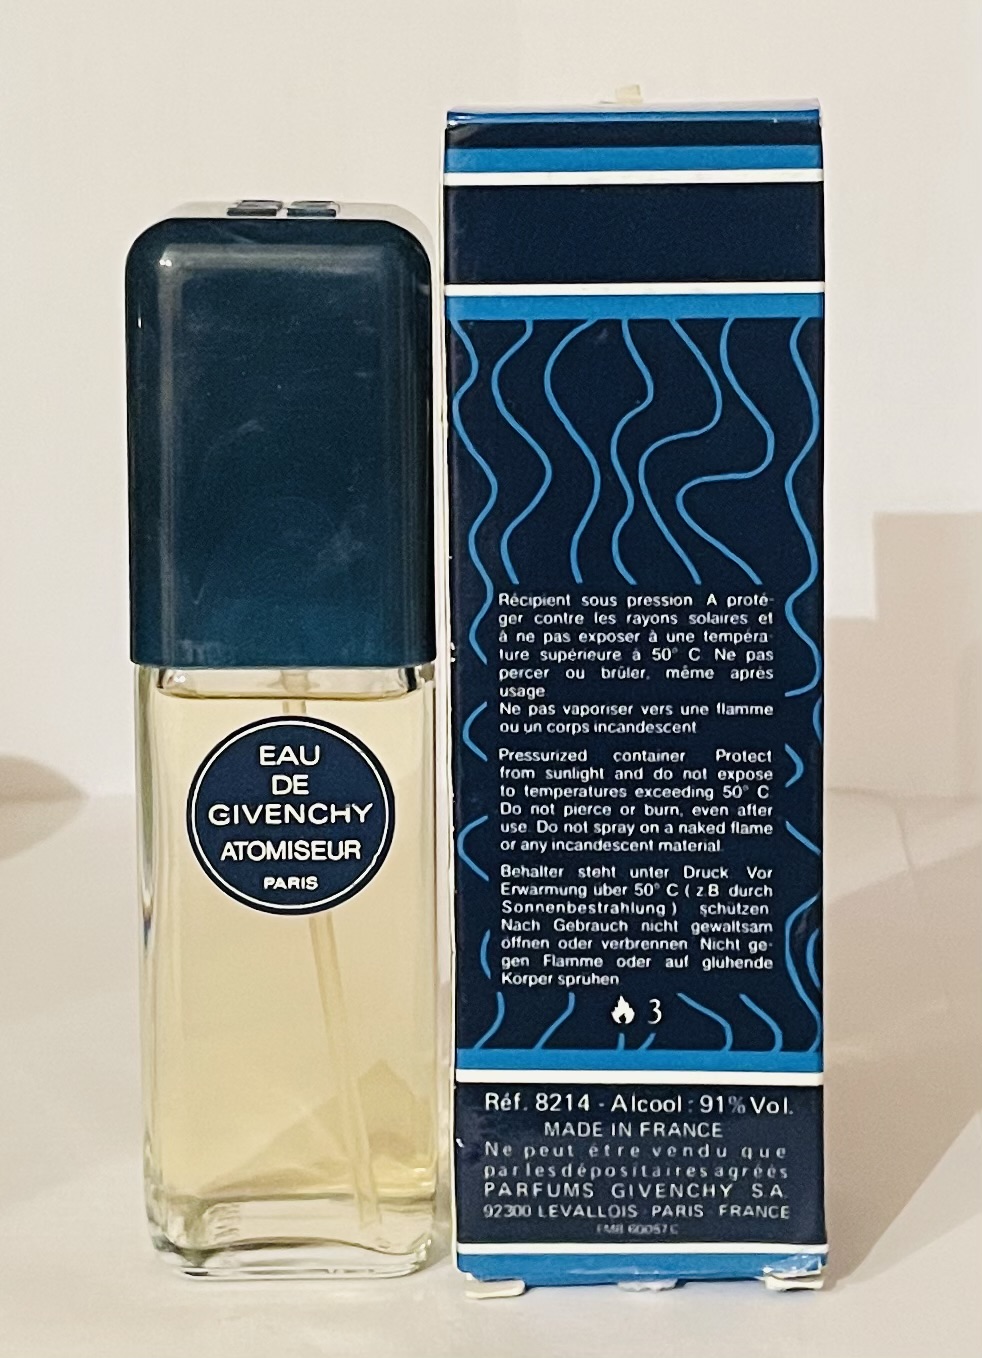 EAU
DE
GIVENCHY
ATOMISEUR
PARIS
Récipient sous pression A proté-
ger contre les rayons solaires et
à ne pas exposer à une tempéra
ture supérieure à 50° C Ne pas
percer ou brûler, même après
usage
Ne pas vaporiser vers une flamme
ou un corps incandescent
Pressurized container Protect
from sunlight and do not expose
to temperatures exceeding 50° C
Do not pierce or burn, even after
use. Do not spray on a naked flame
or any incandescent material.
Behalter steht unter Druck. Vor
Erwarmung über 50° C ( z.B durch
Sonnenbestrahlung ) schützen
Nach Gebrauch nicht gewaltsam
öffnen oder verbrennen Nicht ge-
gen Flamme oder auf glühende
Korper sprühen
3
Réf. 8214 - Alcool : 91% Vol.
MADE IN FRANCE
Ne peut être vendu que
par les dépositaires agréés
PARFUMS GIVENCHY S.A.
92300 LEVALLOIS PARIS FRANCE
EMB 60057C